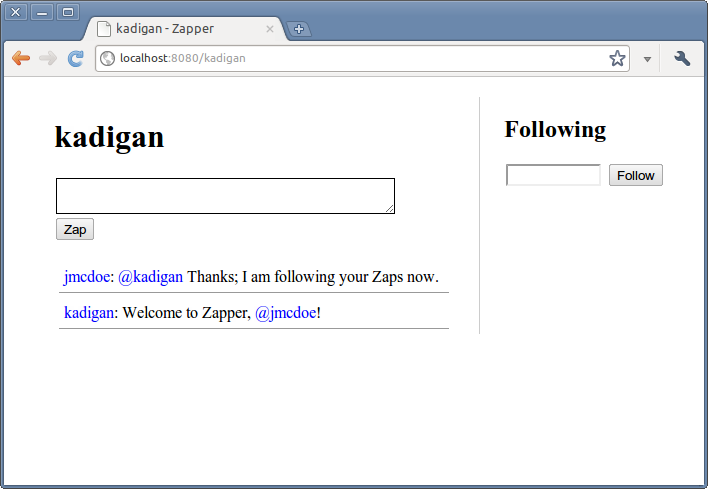 kadigan - Zapper
localhost:8080/kadigan
kadigan
Zap
jmcdoe: @kadigan Thanks; I am following your Zaps now.
kadigan: Welcome to Zapper, @jmcdoe!
Following
Follow